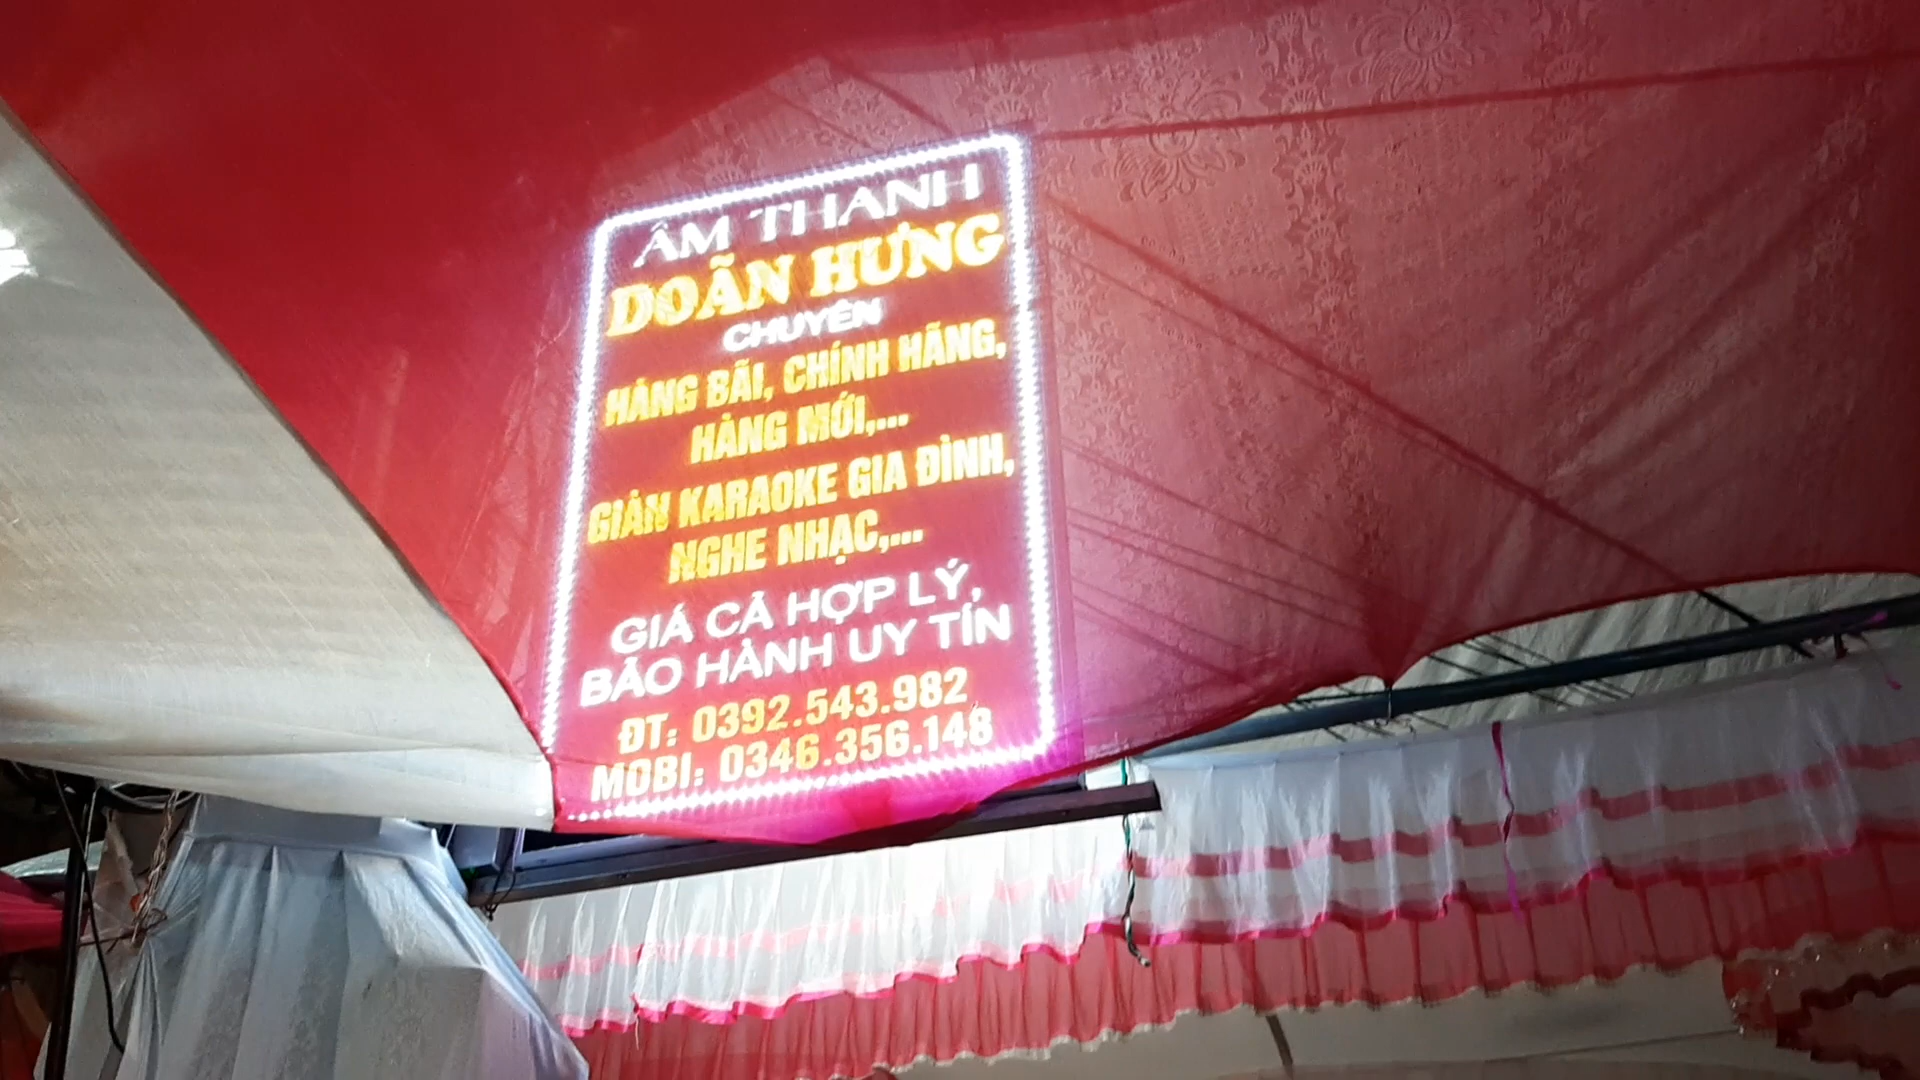 ÂM THANH
DOÃN HƯNG
CHUYÊN
HÀNG BÃI, CHÍNH HÃNG,
HÀNG MỚI,...
GIÀN KARAOKE GIA ĐÌNH,
NGHE NHẠC,...
GIÁ CẢ HỢP LÝ,
BẢO HÀNH UY TÍN
ĐT: 0392.543.982
MOBI: 0346.356.148